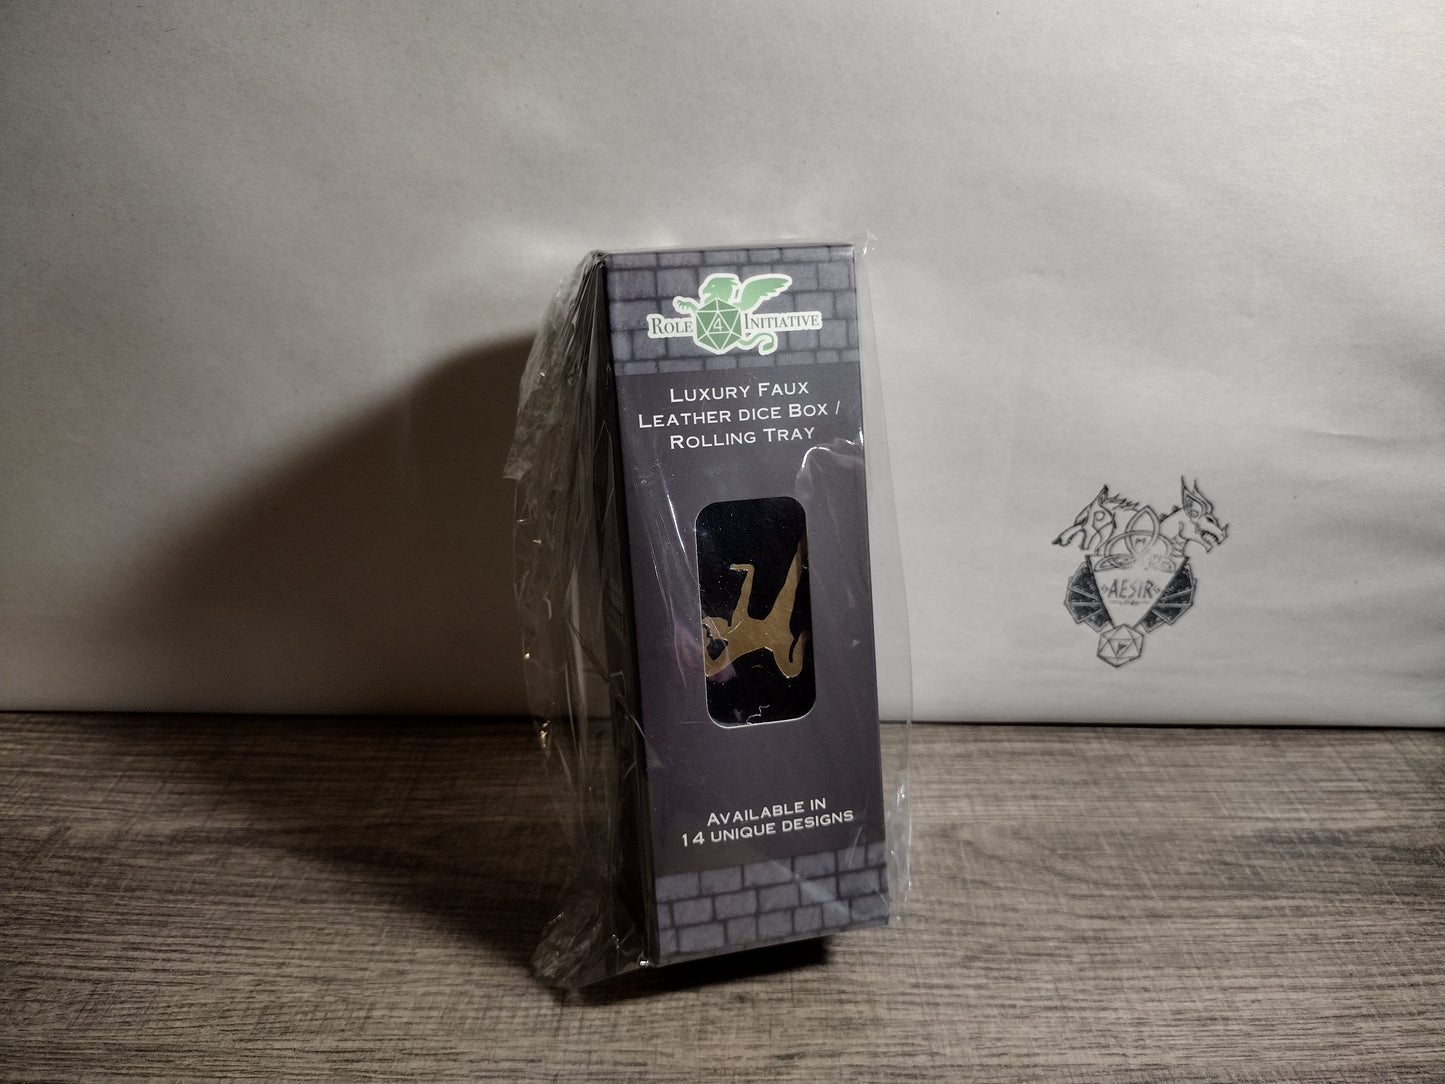 ROLE 4 INITIATIVE
LUXURY FAUX
LEATHER DICE BOX /
ROLLING TRAY
AVAILABLE IN
14 UNIQUE DESIGNS
AESIR